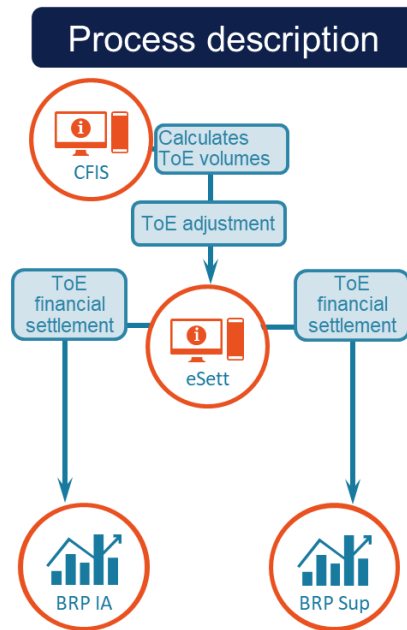 Process description
Calculates
ToE volumes
CFIS
ToE adjustment
ToE
financial
settlement
ToE
financial
settlement
eSett
BRP IA
BRP Sup